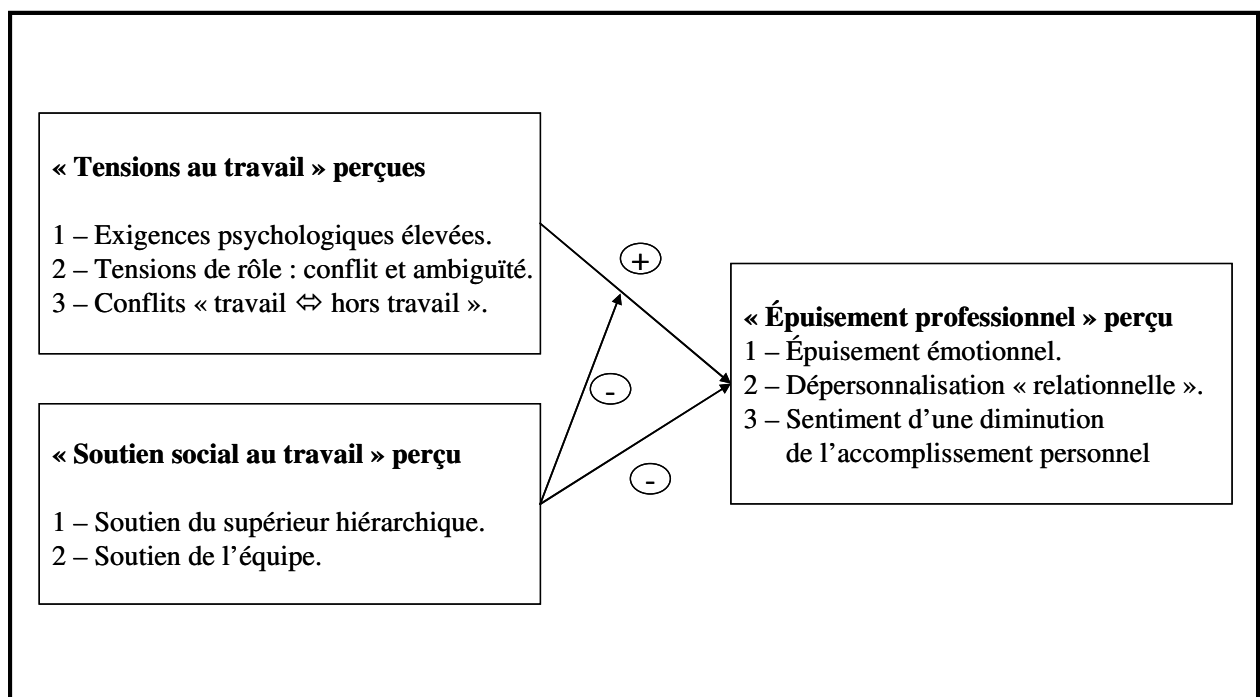 « Tensions au travail » perçues
1 – Exigences psychologiques élevées.
2 – Tensions de rôle : conflit et ambiguïté.
3 – Conflits « travail ⇔ hors travail ».
+
« Épuisement professionnel » perçu
1 – Épuisement émotionnel.
2 – Dépersonnalisation « relationnelle ».
3 – Sentiment d’une diminution
de l’accomplissement personnel
-
« Soutien social au travail » perçu
-
1 – Soutien du supérieur hiérarchique.
2 – Soutien de l’équipe.